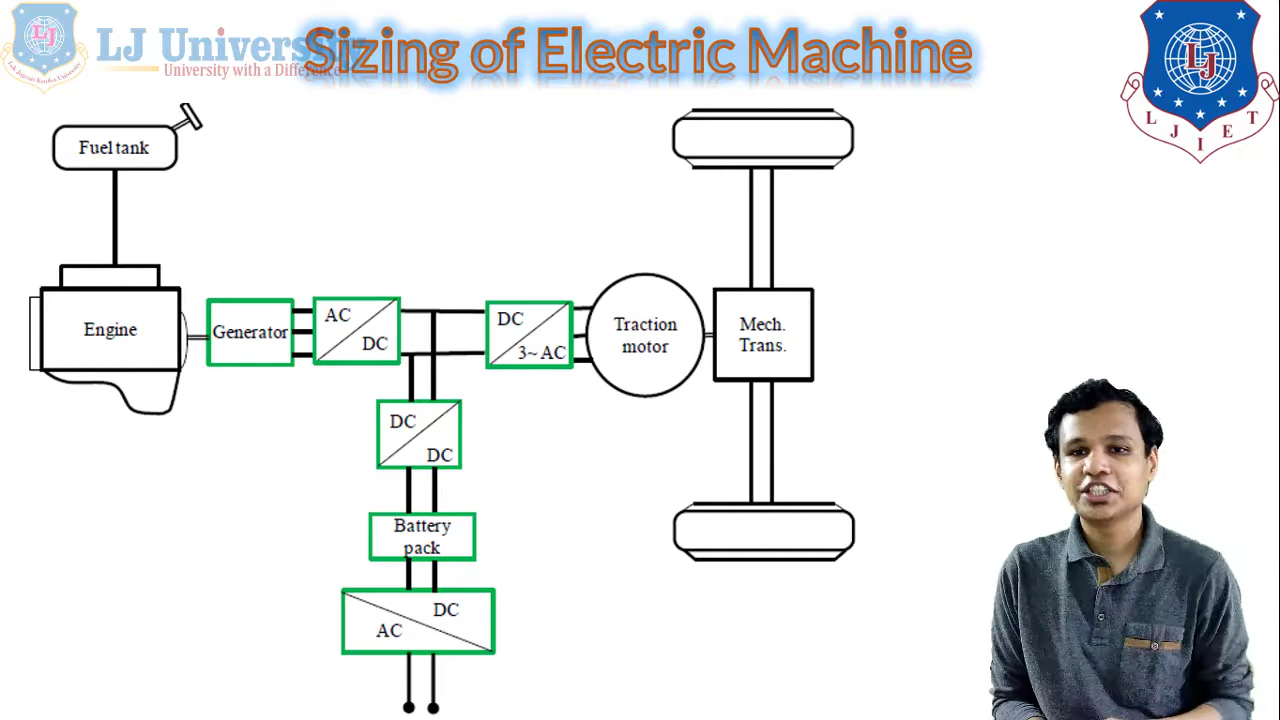 LJ University
University with a Difference
Sizing of Electric Machine
LJ
L J I E T
Fuel tank
Engine
Generator
AC
DC
DC
3~ AC
Traction
motor
Mech.
Trans.
DC
DC
Battery
pack
DC
AC